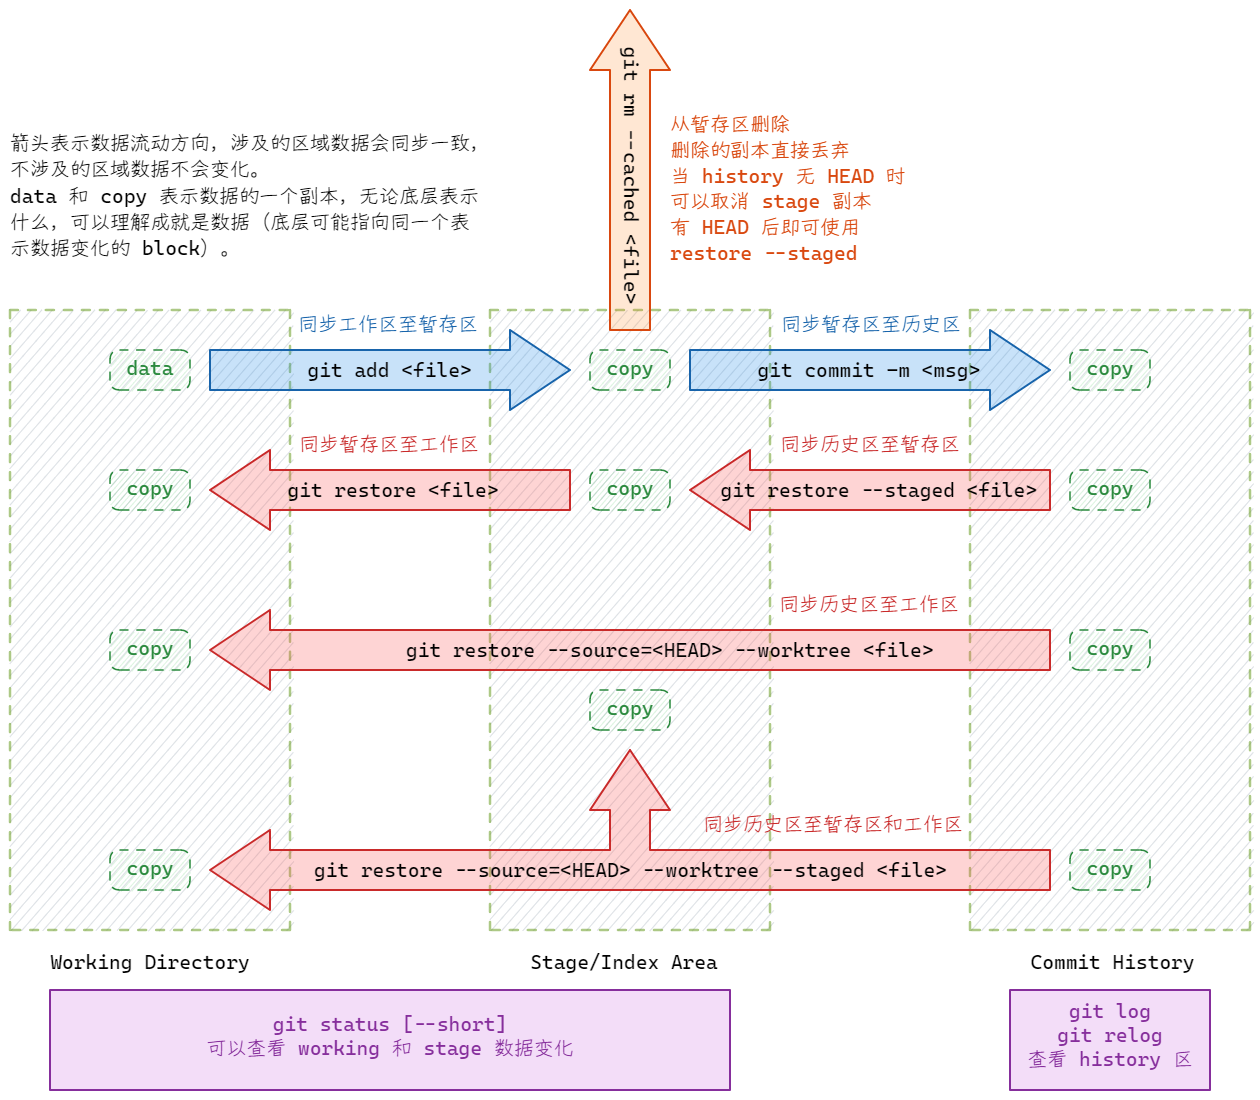 git rm --cached <file>
箭头表示数据流动方向，涉及的区域数据会同步一致，
不涉及的区域数据不会变化。
data 和 copy 表示数据的一个副本，无论底层表示
什么，可以理解成就是数据（底层可能指向同一个表
示数据变化的 block）。
从暂存区删除
删除的副本直接丢弃
当 history 无 HEAD 时
可以取消 stage 副本
有 HEAD 后即可使用
restore --staged
同步工作区至暂存区
同步暂存区至历史区
data
git add <file>
copy
git commit -m <msg>
copy
同步暂存区至工作区
同步历史区至暂存区
copy
git restore <file>
copy
git restore --staged <file>
copy
同步历史区至工作区
copy
git restore --source=<HEAD> --worktree <file>
copy
copy
同步历史区至暂存区和工作区
copy
git restore --source=<HEAD> --worktree --staged <file>
copy
Working Directory
Stage/Index Area
Commit History
git status [--short]
可以查看 working 和 stage 数据变化
git log
git relog
查看 history 区